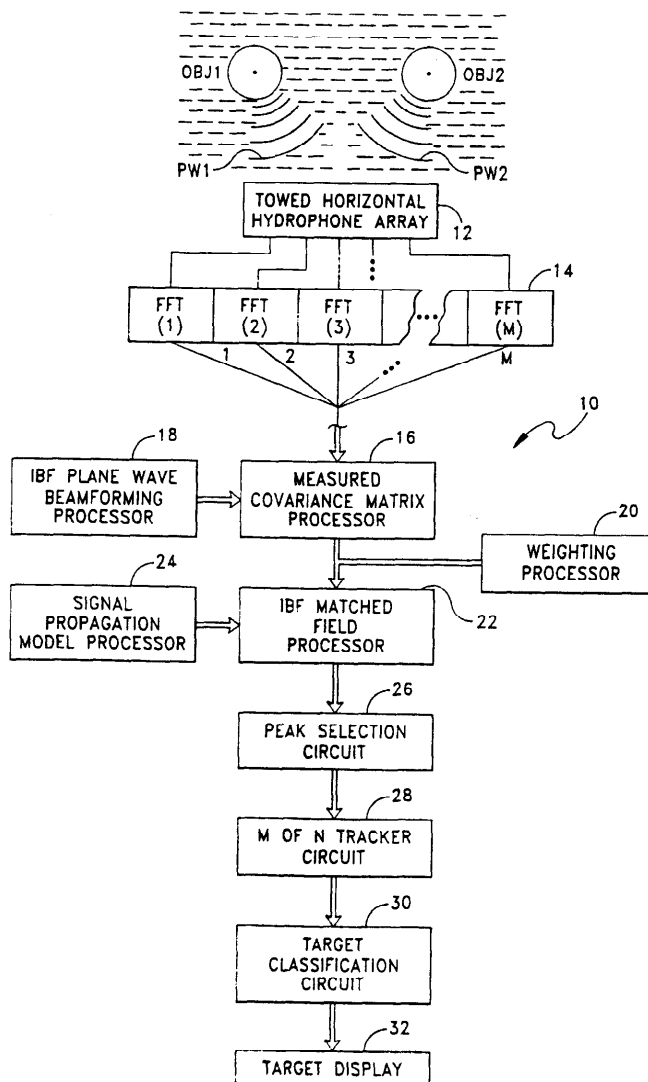 OBJ1
OBJ2
PW1
PW2
TOWED HORIZONTAL
HYDROPHONE ARRAY
12
14
FFT
(1)
FFT
(2)
FFT
(3)
FFT
(M)
1
2
3
M
10
18
IBF PLANE WAVE
BEAMFORMING
PROCESSOR
16
MEASURED
COVARIANCE MATRIX
PROCESSOR
20
WEIGHTING
PROCESSOR
24
SIGNAL
PROPAGATION
MODEL PROCESSOR
IBF MATCHED
FIELD
PROCESSOR
22
26
PEAK SELECTION
CIRCUIT
28
M OF N TRACKER
CIRCUIT
30
TARGET
CLASSIFICATION
CIRCUIT
32
TARGET DISPLAY